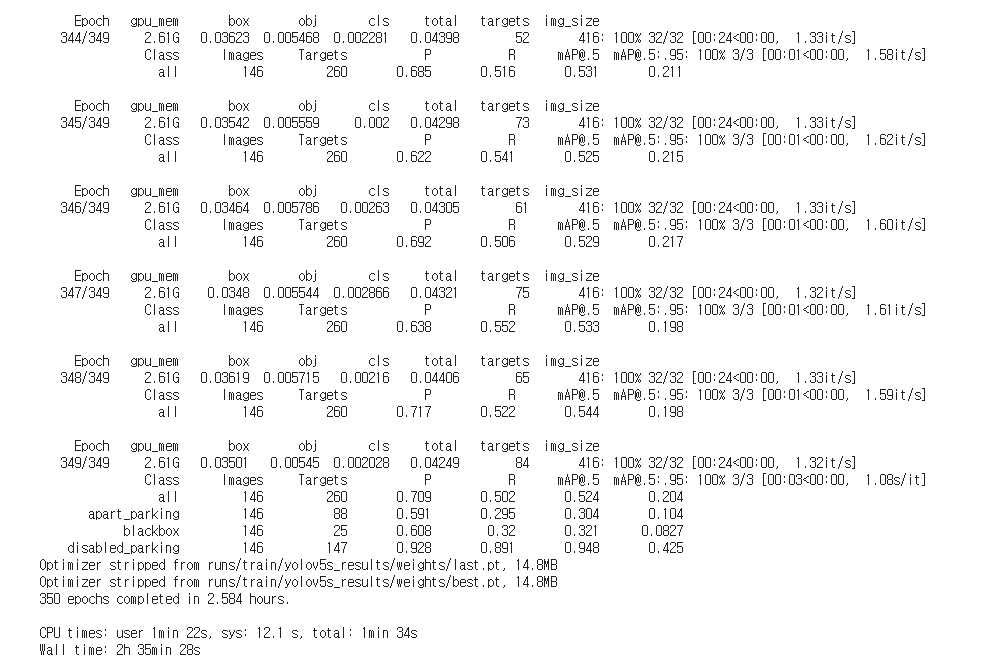 Epoch gpu_mem box obj cls total targets img_size
344/349 2.61G 0.03623 0.005468 0.002281 0.04398 52 416: 100% 32/32 [00:24<00:00, 1.33it/s]
Class Images Targets P R mAP@.5 mAP@.5:.95: 100% 3/3 [00:01<00:00, 1.58it/s]
all 146 260 0.685 0.516 0.531 0.211
Epoch gpu_mem box obj cls total targets img_size
345/349 2.61G 0.03542 0.005559 0.002 0.04298 73 416: 100% 32/32 [00:24<00:00, 1.33it/s]
Class Images Targets P R mAP@.5 mAP@.5:.95: 100% 3/3 [00:01<00:00, 1.62it/s]
all 146 260 0.622 0.541 0.525 0.215
Epoch gpu_mem box obj cls total targets img_size
346/349 2.61G 0.03464 0.005786 0.00263 0.04305 61 416: 100% 32/32 [00:24<00:00, 1.33it/s]
Class Images Targets P R mAP@.5 mAP@.5:.95: 100% 3/3 [00:01<00:00, 1.60it/s]
all 146 260 0.692 0.506 0.529 0.217
Epoch gpu_mem box obj cls total targets img_size
347/349 2.61G 0.0348 0.005544 0.002866 0.04321 75 416: 100% 32/32 [00:24<00:00, 1.32it/s]
Class Images Targets P R mAP@.5 mAP@.5:.95: 100% 3/3 [00:01<00:00, 1.61it/s]
all 146 260 0.638 0.552 0.533 0.198
Epoch gpu_mem box obj cls total targets img_size
348/349 2.61G 0.03619 0.005715 0.00216 0.04406 65 416: 100% 32/32 [00:24<00:00, 1.33it/s]
Class Images Targets P R mAP@.5 mAP@.5:.95: 100% 3/3 [00:01<00:00, 1.59it/s]
all 146 260 0.717 0.522 0.544 0.198
Epoch gpu_mem box obj cls total targets img_size
349/349 2.61G 0.03501 0.00545 0.002028 0.04249 84 416: 100% 32/32 [00:24<00:00, 1.32it/s]
Class Images Targets P R mAP@.5 mAP@.5:.95: 100% 3/3 [00:03<00:00, 1.08s/it]
all 146 260 0.709 0.502 0.524 0.204
apart_parking 146 88 0.591 0.295 0.304 0.104
blackbox 146 25 0.608 0.32 0.321 0.0827
disabled_parking 146 147 0.928 0.891 0.948 0.425
Optimizer stripped from runs/train/yolov5s_results/weights/last.pt, 14.8MB
Optimizer stripped from runs/train/yolov5s_results/weights/best.pt, 14.8MB
350 epochs completed in 2.584 hours.
CPU times: user 1min 22s, sys: 12.1 s, total: 1min 34s
Wall time: 2h 35min 28s